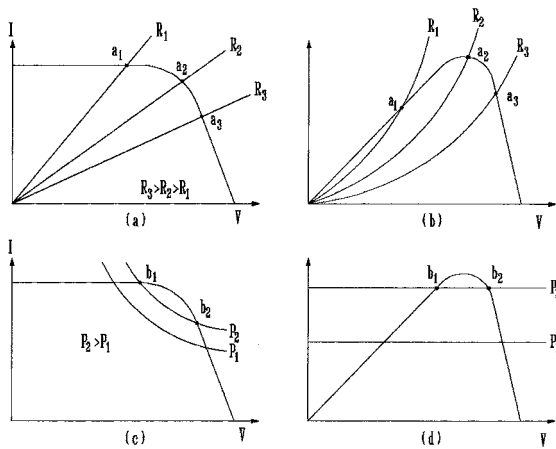 I
R1
a1
R2
a2
R3
a3
R3>R2>R1
V
(a)
R1
R2
a2
R3
a1
a3
V
(b)
I
b1
b2
P2
P1
P2>P1
V
(c)
b1
b2
P
P
V
(d)